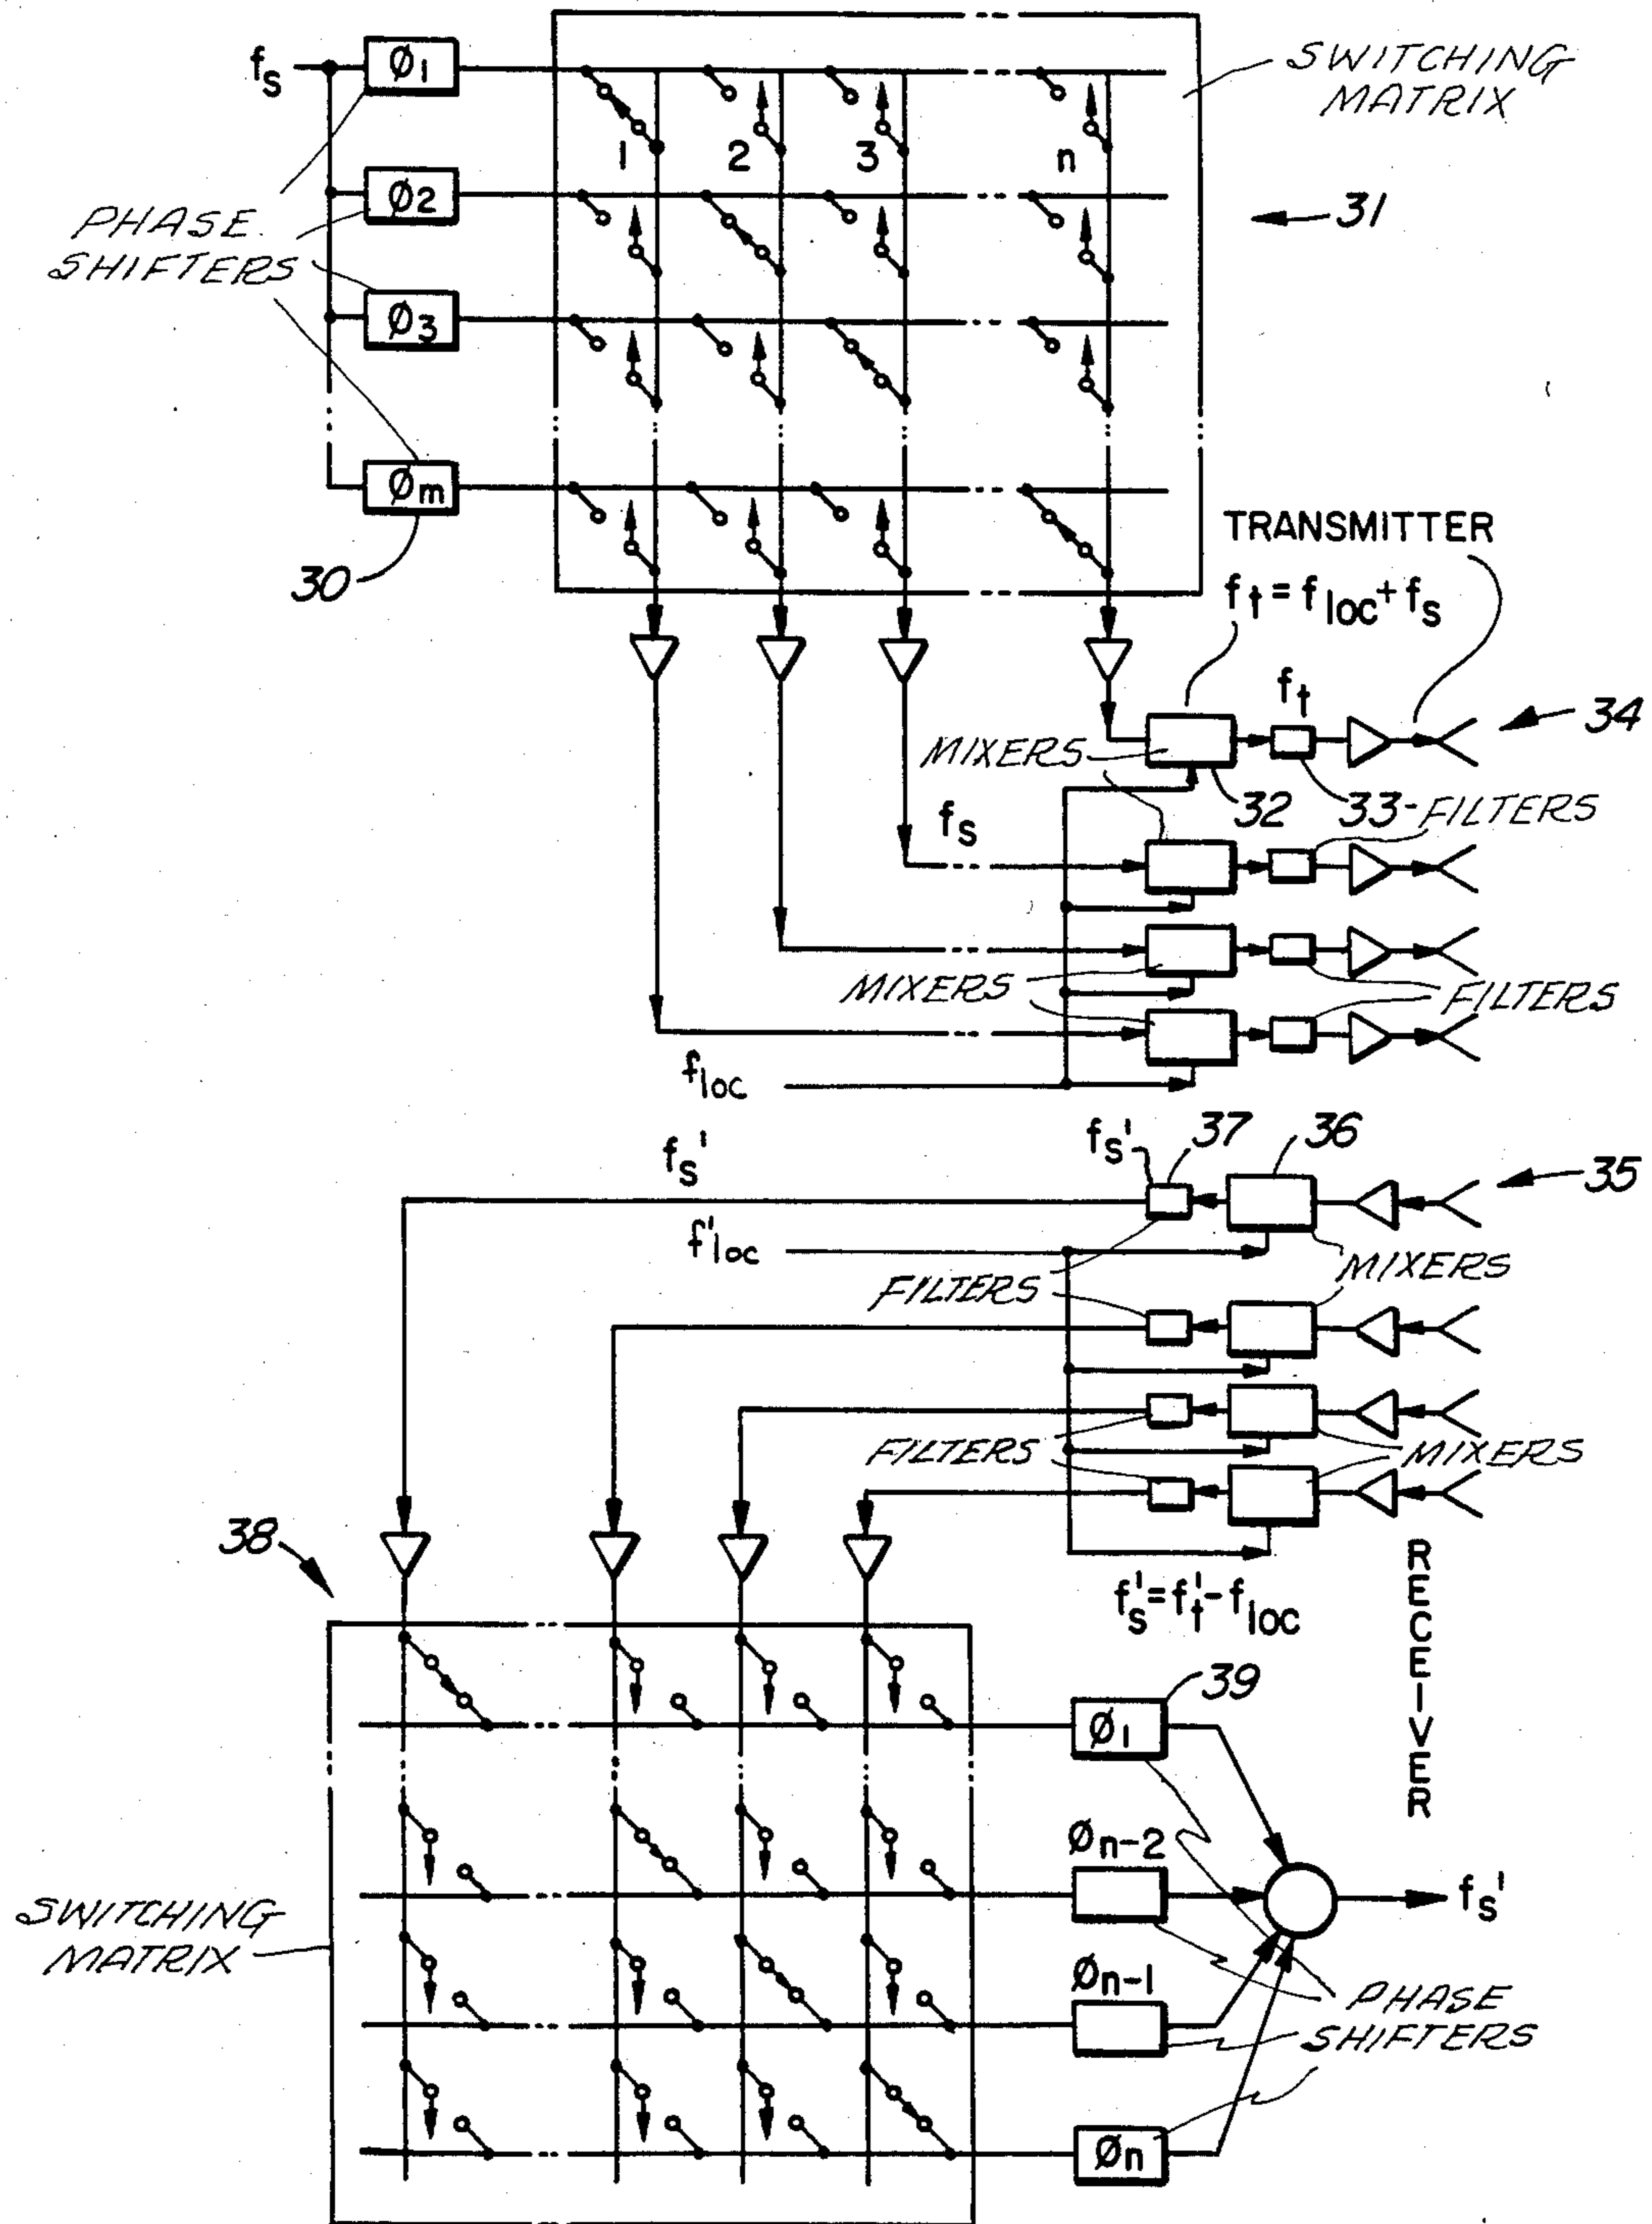 fs
Ø1
SWITCHING
MATRIX
1 2 3 n
Ø2
31
PHASE
SHIFTERS
Ø3
Øm
30
TRANSMITTER
ft = floc + fs
ft
34
MIXERS
32
33
FILTERS
fs
MIXERS
FILTERS
floc
fs'
fs'
37
36
35
f'loc
MIXERS
FILTERS
FILTERS
MIXERS
38
RECEIVER
f's=f't-floc
39
Ø1
Øn-2
fs'
SWITCHING
MATRIX
Øn-1
PHASE
SHIFTERS
Øn